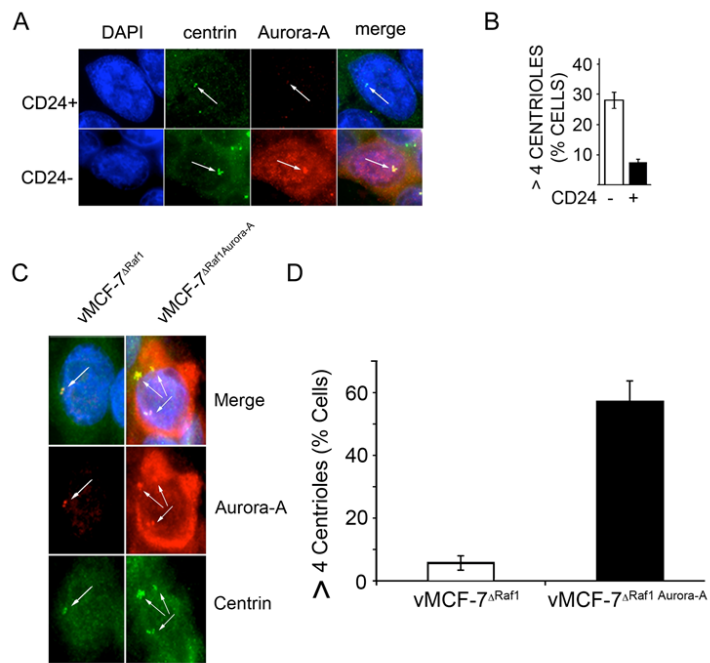 A
DAPI centrin Aurora-A merge
CD24+
CD24-
B
> 4 CENTRIOLES
(% CELLS)
40
30
20
10
CD24 - +
C
vMCF-7ΔRaf1
vMCF-7ΔRaf1Aurora-A
Merge
Aurora-A
Centrin
D
> 4 Centrioles (% Cells)
60
40
20
10
0
vMCF-7ΔRaf1 vMCF-7ΔRaf1 Aurora-A